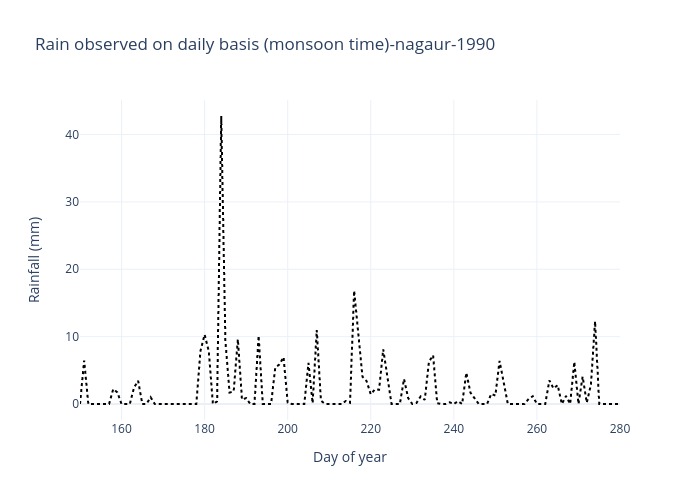 Rain observed on daily basis (monsoon time)-nagaur-1990
40
30
20
10
0
Rainfall (mm)
160 180 200 220 240 260 280
Day of year